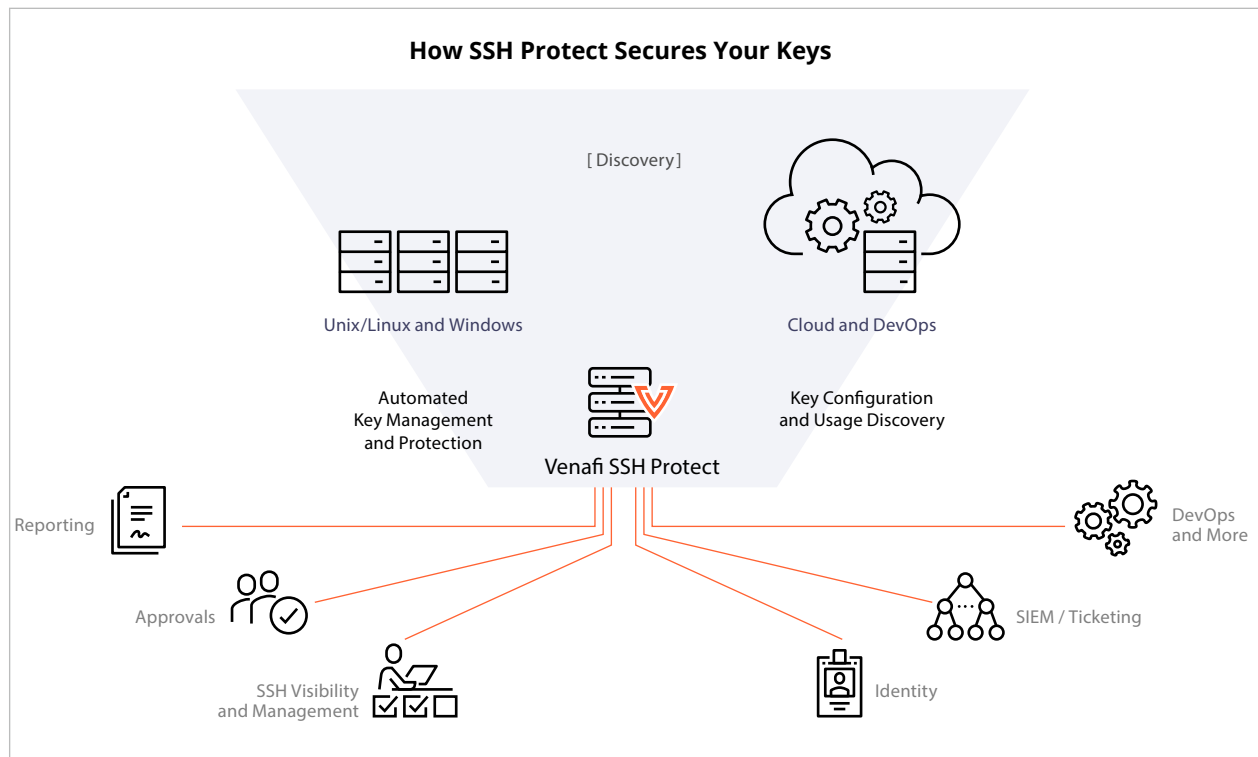 How SSH Protect Secures Your Keys
[ Discovery]
Unix/Linux and Windows
Cloud and DevOps
Automated
Key Management
and Protection
Key Configuration
and Usage Discovery
Venafi SSH Protect
Reporting
DevOps
and More
Approvals
SIEM / Ticketing
SSH Visibility
and Management
Identity